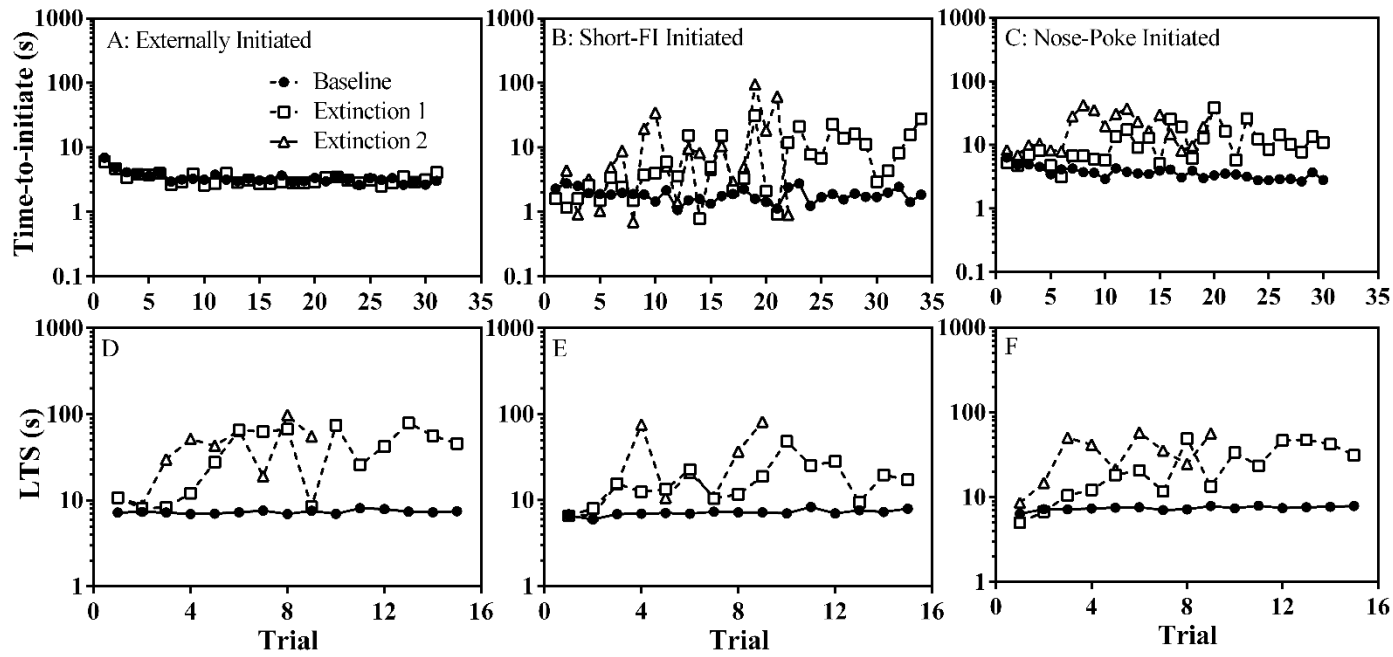 Time-to-initiate (s)
1000
100
10
1
0.1
A: Externally Initiated
Baseline
Extinction 1
Extinction 2
0 5 10 15 20 25 30 35
1000
100
10
1
0.1
B: Short-FI Initiated
0 5 10 15 20 25 30 35
1000
100
10
1
0.1
C: Nose-Poke Initiated
0 5 10 15 20 25 30 35
LTS (s)
1000
100
10
1
D
0 4 8 12 16
Trial
1000
100
10
1
E
0 4 8 12 16
Trial
1000
100
10
1
F
0 4 8 12 16
Trial